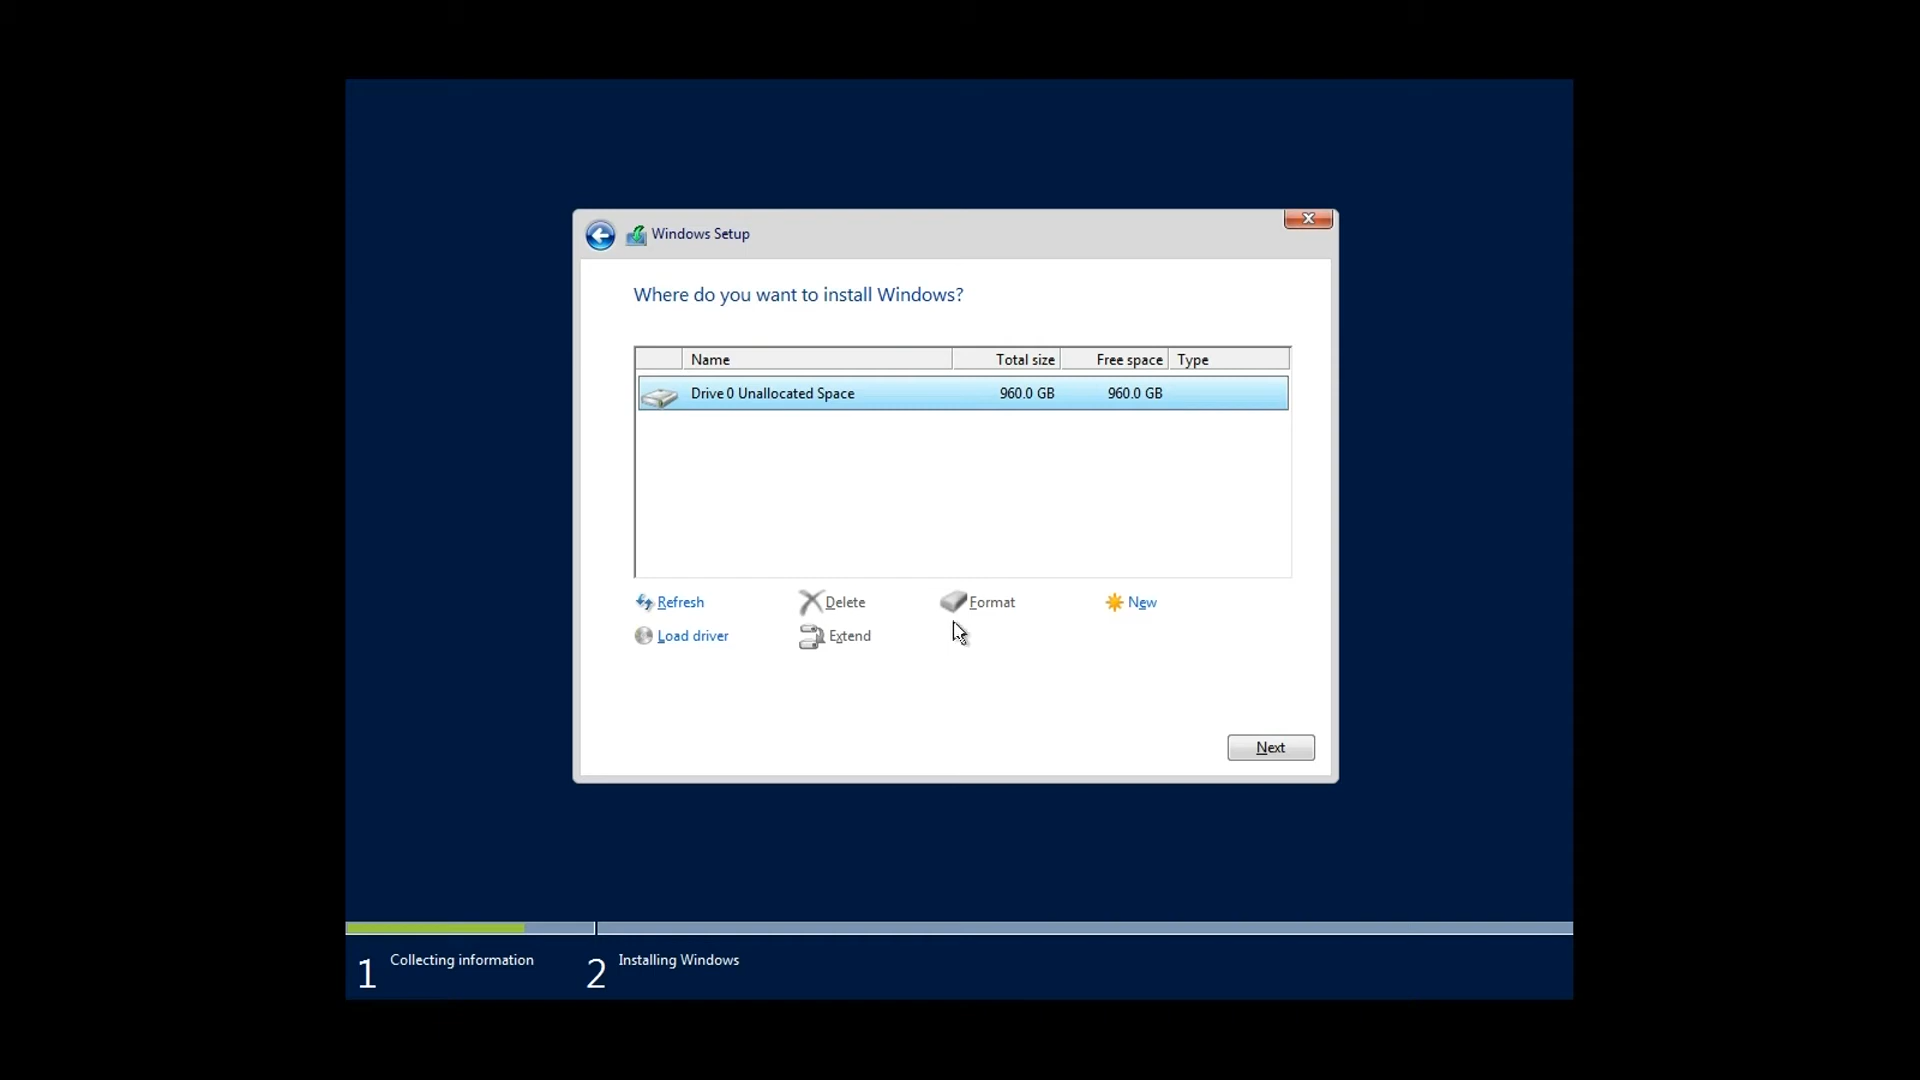 Windows Setup
Where do you want to install Windows?
Name Total size Free space Type
Drive 0 Unallocated Space 960.0 GB 960.0 GB
Refresh Delete Format New
Load driver Extend
Next
1 Collecting information 2 Installing Windows